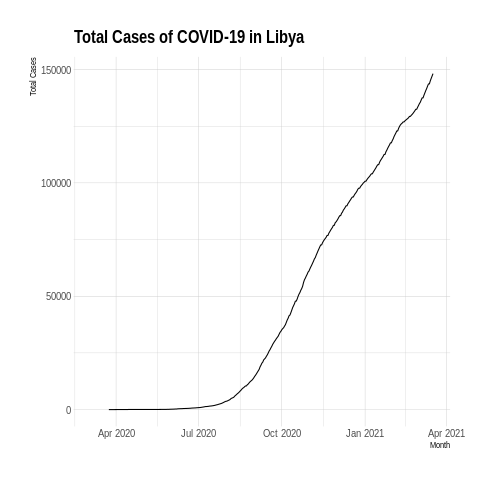 Total Cases of COVID-19 in Libya
Total Cases
150000
100000
50000
0
Apr 2020 Jul 2020 Oct 2020 Jan 2021 Apr 2021
Month